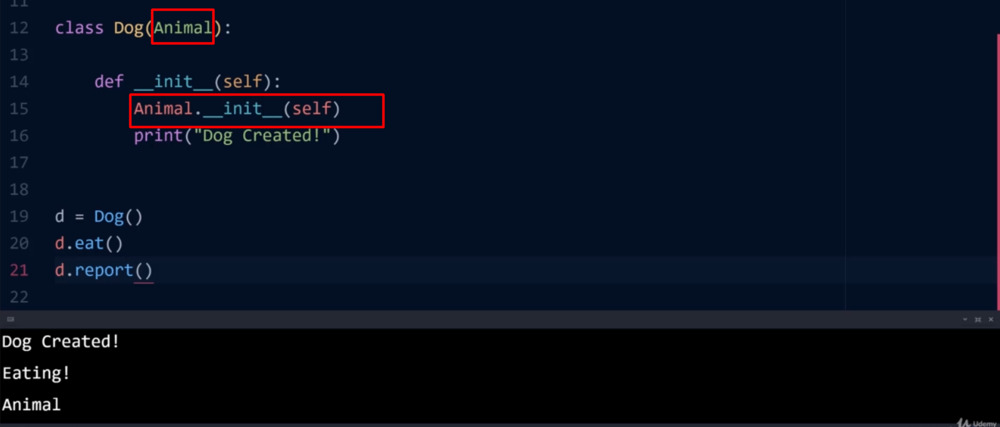 11
12 class Dog(Animal):
13
14 def __init__(self):
15 Animal.__init__(self)
16 print("Dog Created!")
17
18
19 d = Dog()
20 d.eat()
21 d.report()
22
Dog Created!
Eating!
Animal
Udemy